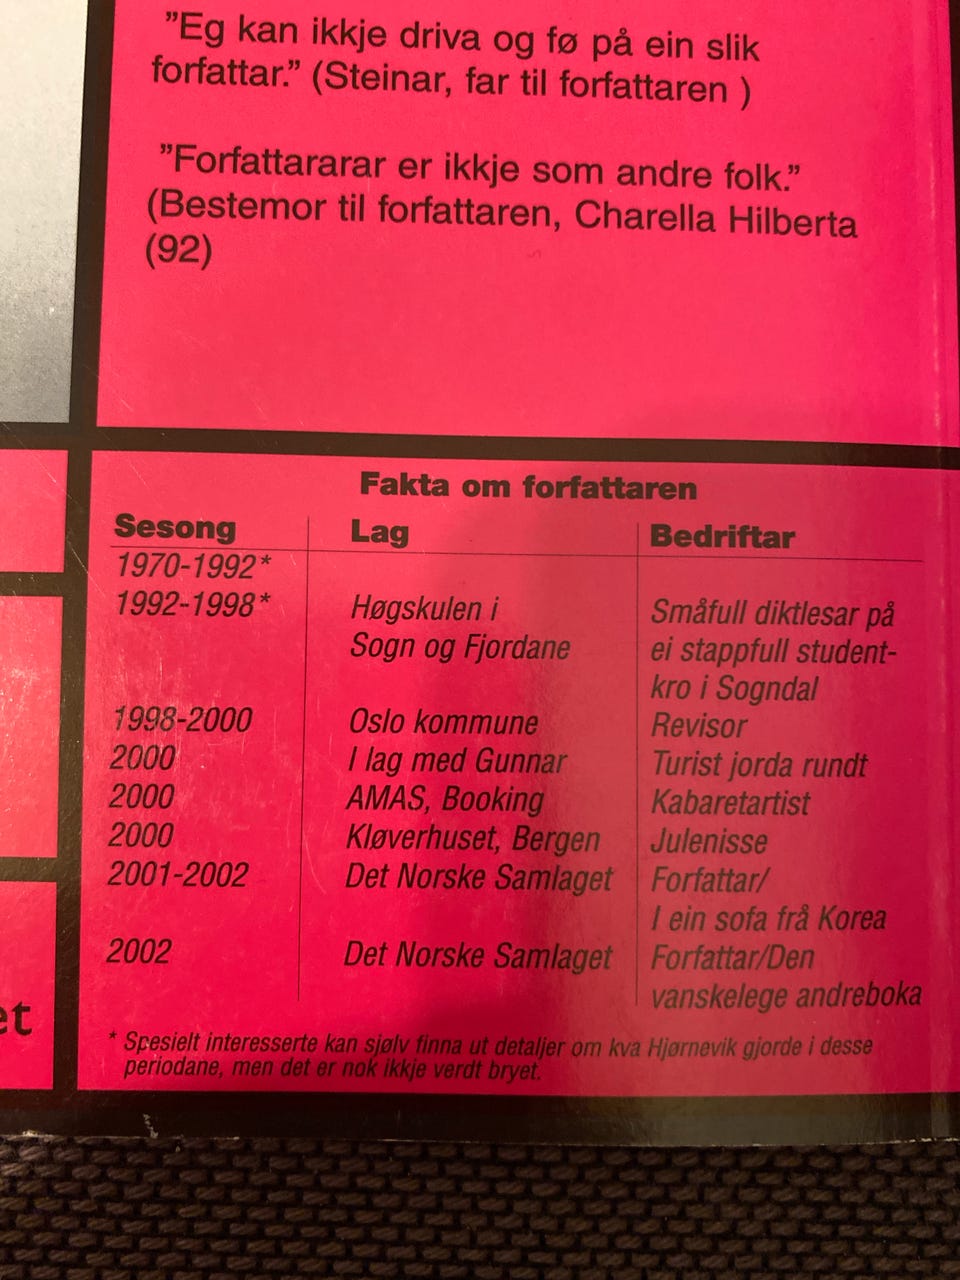 "Eg kan ikkje driva og fø på ein slik
forfattar." (Steinar, far til forfattaren )
"Forfattararar er ikkje som andre folk."
(Bestemor til forfattaren, Charella Hilberta
(92)
Fakta om forfattaren
Sesong Lag Bedriftar
1970-1992*
1992-1998* Høgskulen i Småfull diktlesar på
Sogn og Fjordane ei stappfull student-
kro i Sogndal
1998-2000 Oslo kommune Revisor
2000 I lag med Gunnar Turist jorda rundt
2000 AMAS, Booking Kabaretartist
2000 Kløverhuset, Bergen Julenisse
2001-2002 Det Norske Samlaget Forfattar/
I ein sofa frå Korea
2002 Det Norske Samlaget Forfattar/Den
vanskelege andreboka
et
* Spesielt interesserte kan sjølv finna ut detaljer om kva Hjørnevik gjorde i desse
periodane, men det er nok ikkje verdt bryet.